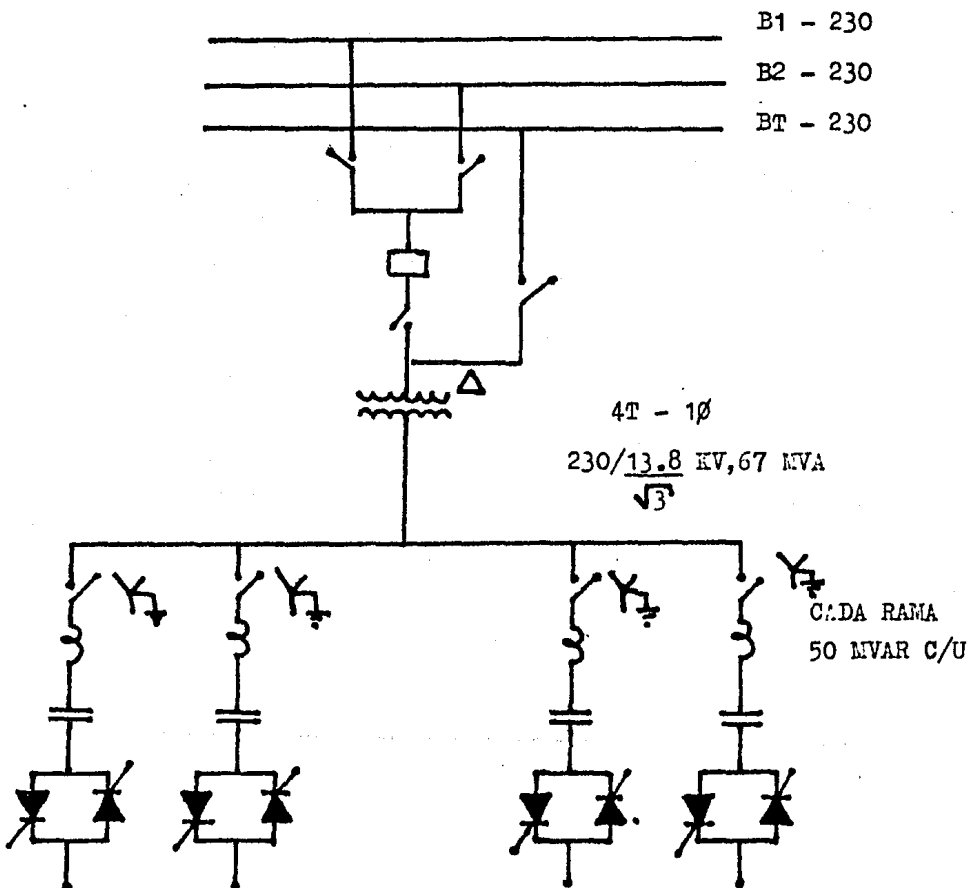 B1 - 230
B2 - 230
BT - 230
4T - 1Ø
230/13.8 KV,67 MVA
√3
CADA RAMA
50 MVAR C/U